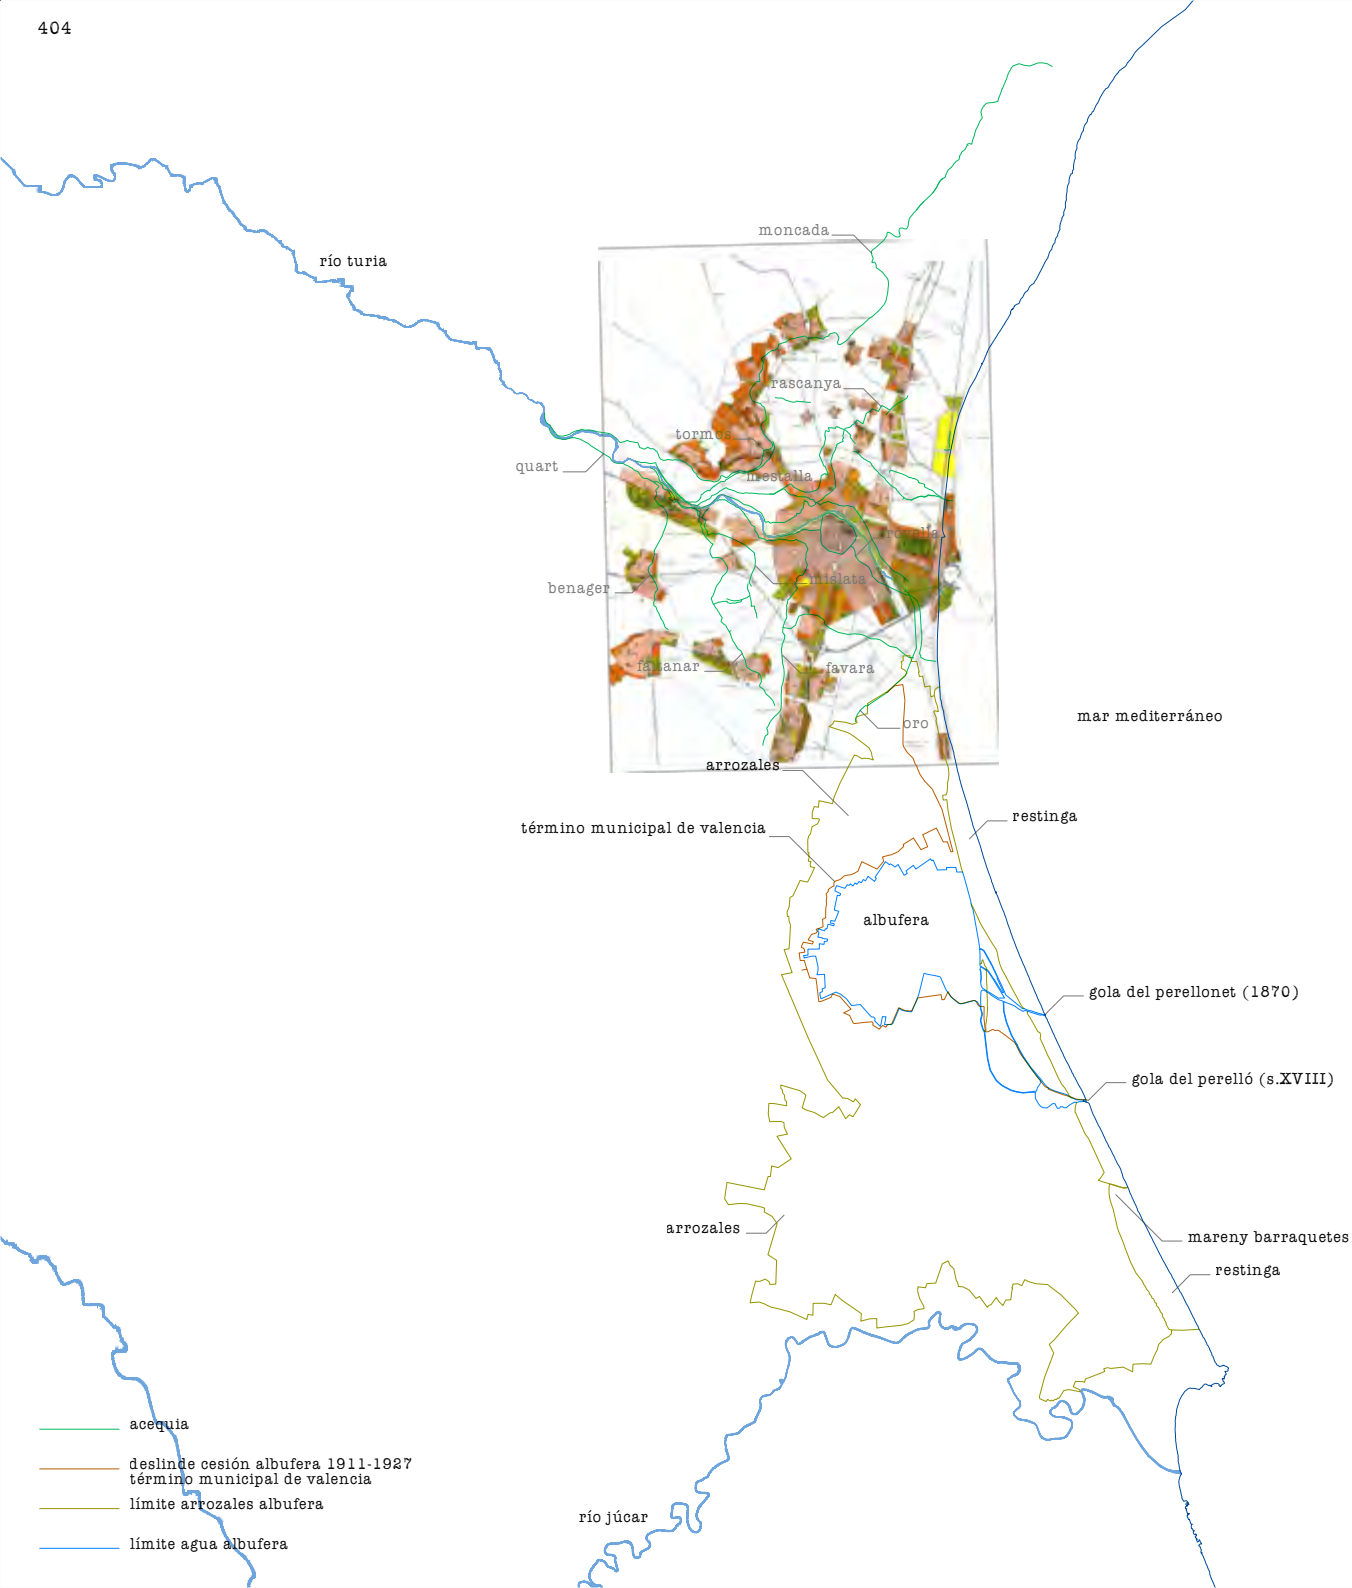 404
moncada
río turia
rascanya
tormos
quart
mestalla
rovella
mislata
benager
faitanar
favara
mar mediterráneo
oro
arrozales
restinga
término municipal de valencia
albufera
gola del perellonet (1870)
gola del perelló (s.XVIII)
arrozales
mareny barraquetes
restinga
acequia
deslinde cesión albufera 1911-1927
término municipal de valencia
límite arrozales albufera
río júcar
límite agua albufera